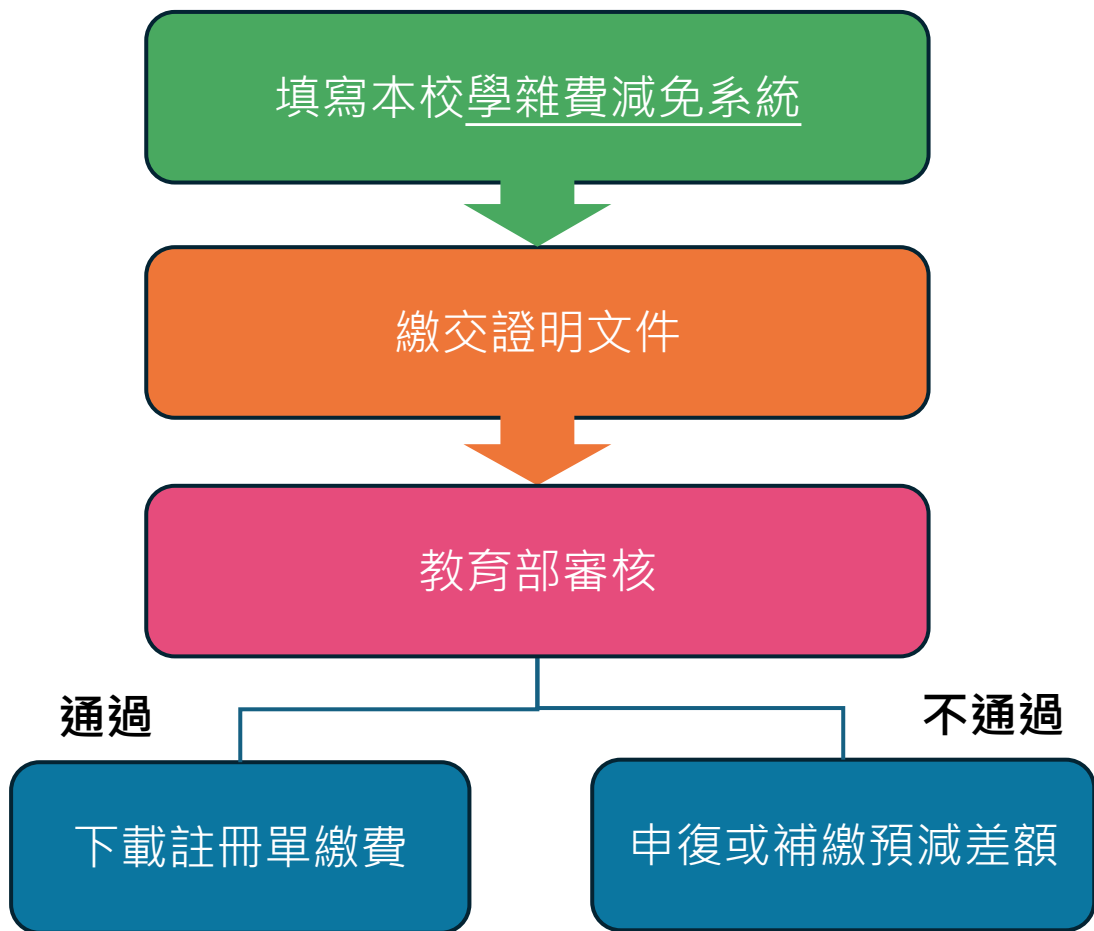 填寫本校學雜費減免系統
繳交證明文件
教育部審核
通過
不通過
下載註冊單繳費
申復或補繳預減差額